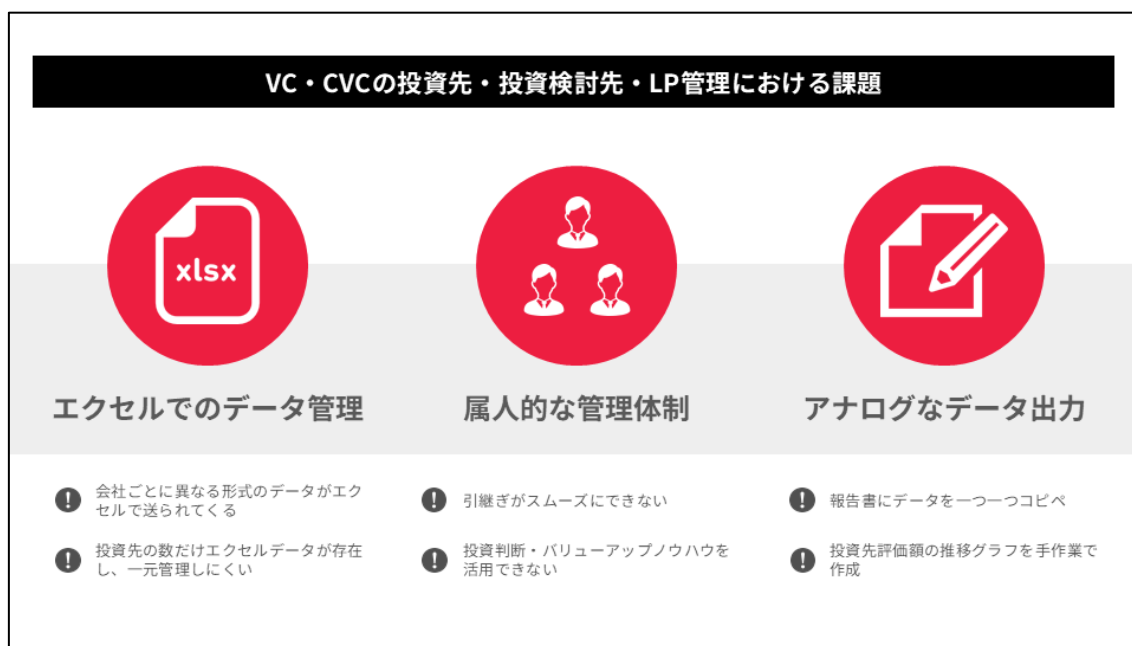 VC・CVCの投資先・投資検討先・LP管理における課題
xlsx
エクセルでのデータ管理
属人的な管理体制
アナログなデータ出力
会社ごとに異なる形式のデータがエク
セルで送られてくる
投資先の数だけエクセルデータが存在
し、一元管理しにくい
引継ぎがスムーズにできない
投資判断・バリューアップノウハウを
活用できない
報告書にデータを一つ一つコピペ
投資先評価額の推移グラフを手作業で
作成